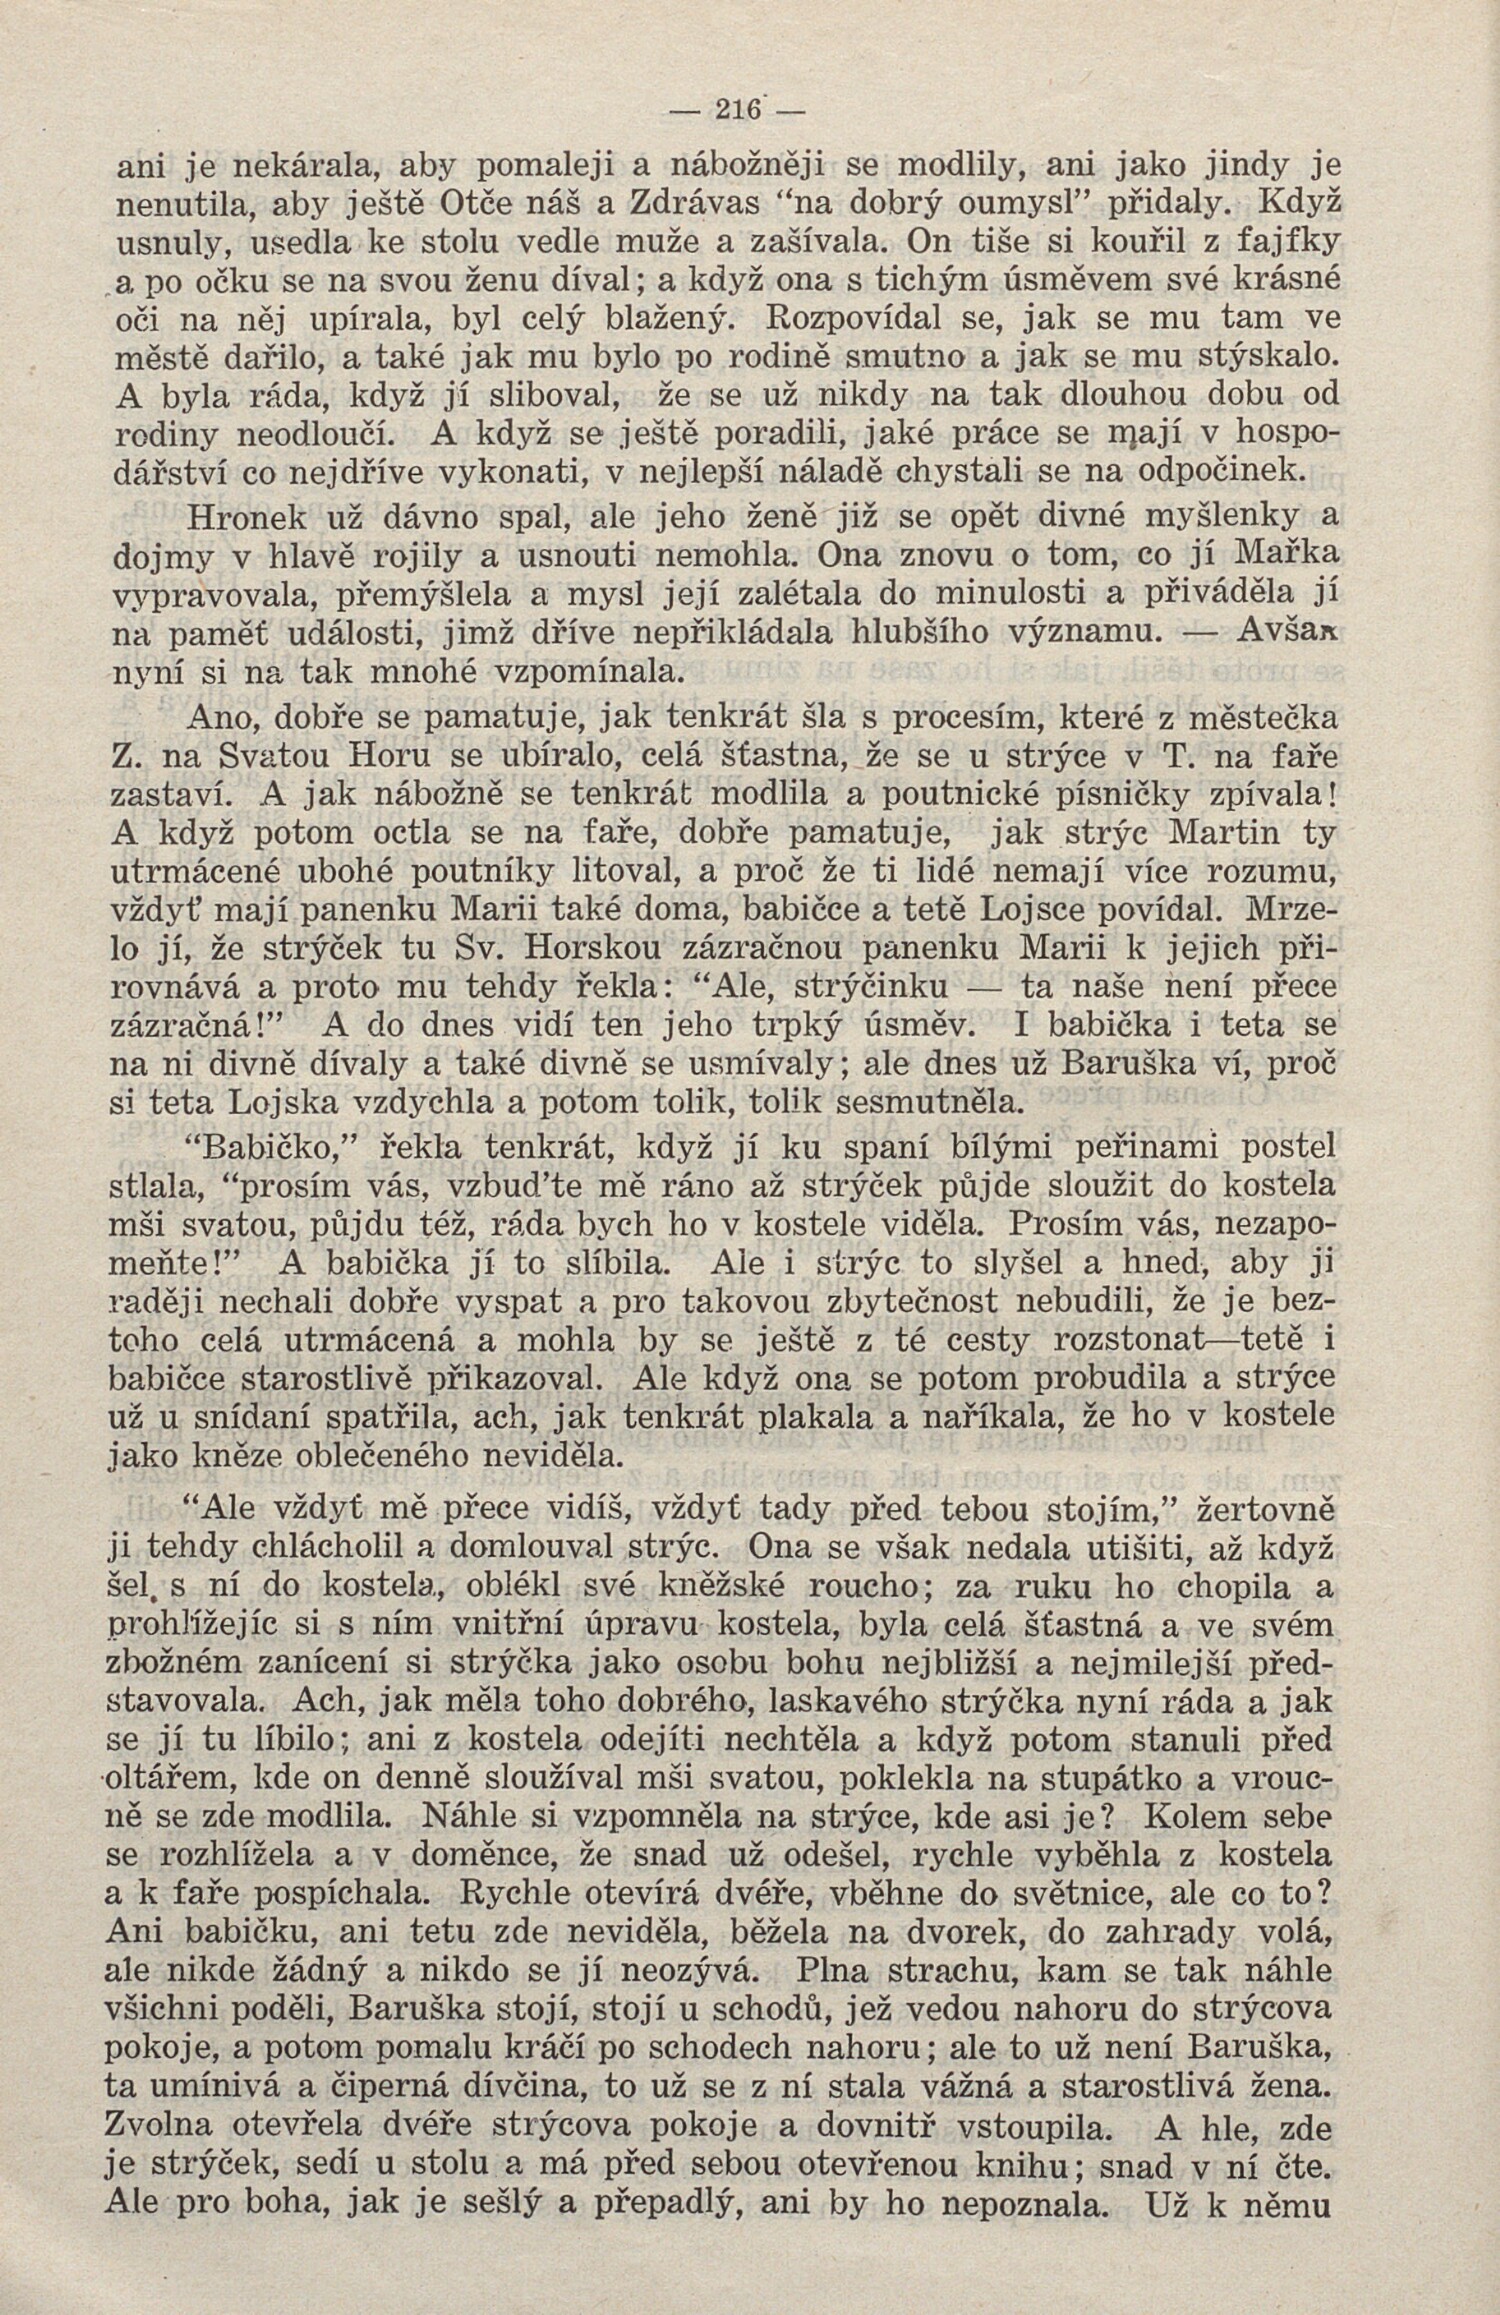 — 216 —
ani je nekárala, aby pomaleji a nábožněji se modlily, ani jako jindy je
nenutila, aby ještě Otče náš a Zdrávas “na dobrý oumysl” přidaly. Když
usnuly, usedla ke stolu vedle muže a zašívala. On tiše si kouřil z fajfky
a po očku se na svou ženu díval; a když ona s tichým úsměvem své krásné
oči na něj upírala, byl celý blažený. Rozpovídal se, jak se mu tam ve
městě dařilo, a také jak mu bylo po rodině smutno a jak se mu stýskalo.
A byla ráda, když jí sliboval, že se už nikdy na tak dlouhou dobu od
rodiny neodloučí. A když se ještě poradili, jaké práce se mají v hospo-
dářství co nejdříve vykonati, v nejlepší náladě chystali se na odpočinek.
Hronek už dávno spal, ale jeho ženě již se opět divné myšlenky a
dojmy v hlavě rojily a usnouti nemohla. Ona znovu o tom, co jí Mařka
vypravovala, přemýšlela a mysl její zalétala do minulosti a přiváděla jí
na paměť události, jimž dříve nepřikládala hlubšího významu. — Avšak
nyní si na tak mnohé vzpomínala.
Ano, dobře se pamatuje, jak tenkrát šla s procesím, které z městečka
Z. na Svatou Horu se ubíralo, celá šťastna, že se u strýce v T. na faře
zastaví. A jak nábožně se tenkrát modlila a poutnické písničky zpívala!
A když potom octla se na faře, dobře pamatuje, jak strýc Martin ty
utrmácené ubohé poutníky litoval, a proč že ti lidé nemají více rozumu,
vždyť mají panenku Marii také doma, babičce a tetě Lojsce povídal. Mrze-
lo jí, že strýček tu Sv. Horskou zázračnou panenku Marii k jejich při-
rovnává a proto mu tehdy řekla: “Ale, strýčinku — ta naše není přece
zázračná!” A do dnes vidí ten jeho trpký úsměv. I babička i teta se
na ni divně dívaly a také divně se usmívaly; ale dnes už Baruška ví, proč
si teta Lojska vzdychla a potom tolik, tolik sesmutněla.
“Babičko,” řekla tenkrát, když jí ku spaní bílými peřinami postel
stlala, “prosím vás, vzbuďte mě ráno až strýček půjde sloužit do kostela
mši svatou, půjdu též, ráda bych ho v kostele viděla. Prosím vás, nezapo-
meňte!” A babička jí to slíbila. Ale i strýc to slyšel a hned, aby ji
raději nechali dobře vyspat a pro takovou zbytečnost nebudili, že je bez-
toho celá utrmácená a mohla by se ještě z té cesty rozstonat—tetě i
babičce starostlivě přikazoval. Ale když ona se potom probudila a strýce
už u snídaní spatřila, ach, jak tenkrát plakala a naříkala, že ho v kostele
jako kněze oblečeného neviděla.
“Ale vždyť mě přece vidíš, vždyť tady před tebou stojím,” žertovně
ji tehdy chlácholil a domlouval strýc. Ona se však nedala utišiti, až když
šel s ní do kostela, oblékl své kněžské roucho; za ruku ho chopila a
prohlížejíc si s ním vnitřní úpravu kostela, byla celá šťastná a ve svém
zbožném zanícení si strýčka jako osobu bohu nejbližší a nejmilejší před-
stavovala. Ach, jak měla toho dobrého, laskavého strýčka nyní ráda a jak
se jí tu líbilo; ani z kostela odejíti nechtěla a když potom stanuli před
oltářem, kde on denně sloužíval mši svatou, poklekla na stupátko a vrouc-
ně se zde modlila. Náhle si vzpomněla na strýce, kde asi je? Kolem sebe
se rozhlížela a v doměnce, že snad už odešel, rychle vyběhla z kostela
a k faře pospíchala. Rychle otevírá dvéře, vběhne do světnice, ale co to?
Ani babičku, ani tetu zde neviděla, běžela na dvorek, do zahrady volá,
ale nikde žádný a nikdo se jí neozývá. Plna strachu, kam se tak náhle
všichni poděli, Baruška stojí, stojí u schodů, jež vedou nahoru do strýcova
pokoje, a potom pomalu kráčí po schodech nahoru; ale to už není Baruška,
ta umínivá a čiperná dívčina, to už se z ní stala vážná a starostlivá žena.
Zvolna otevřela dvéře strýcova pokoje a dovnitř vstoupila. A hle, zde
je strýček, sedí u stolu a má před sebou otevřenou knihu; snad v ní čte.
Ale pro boha, jak je sešlý a přepadlý, ani by ho nepoznala. Už k němu